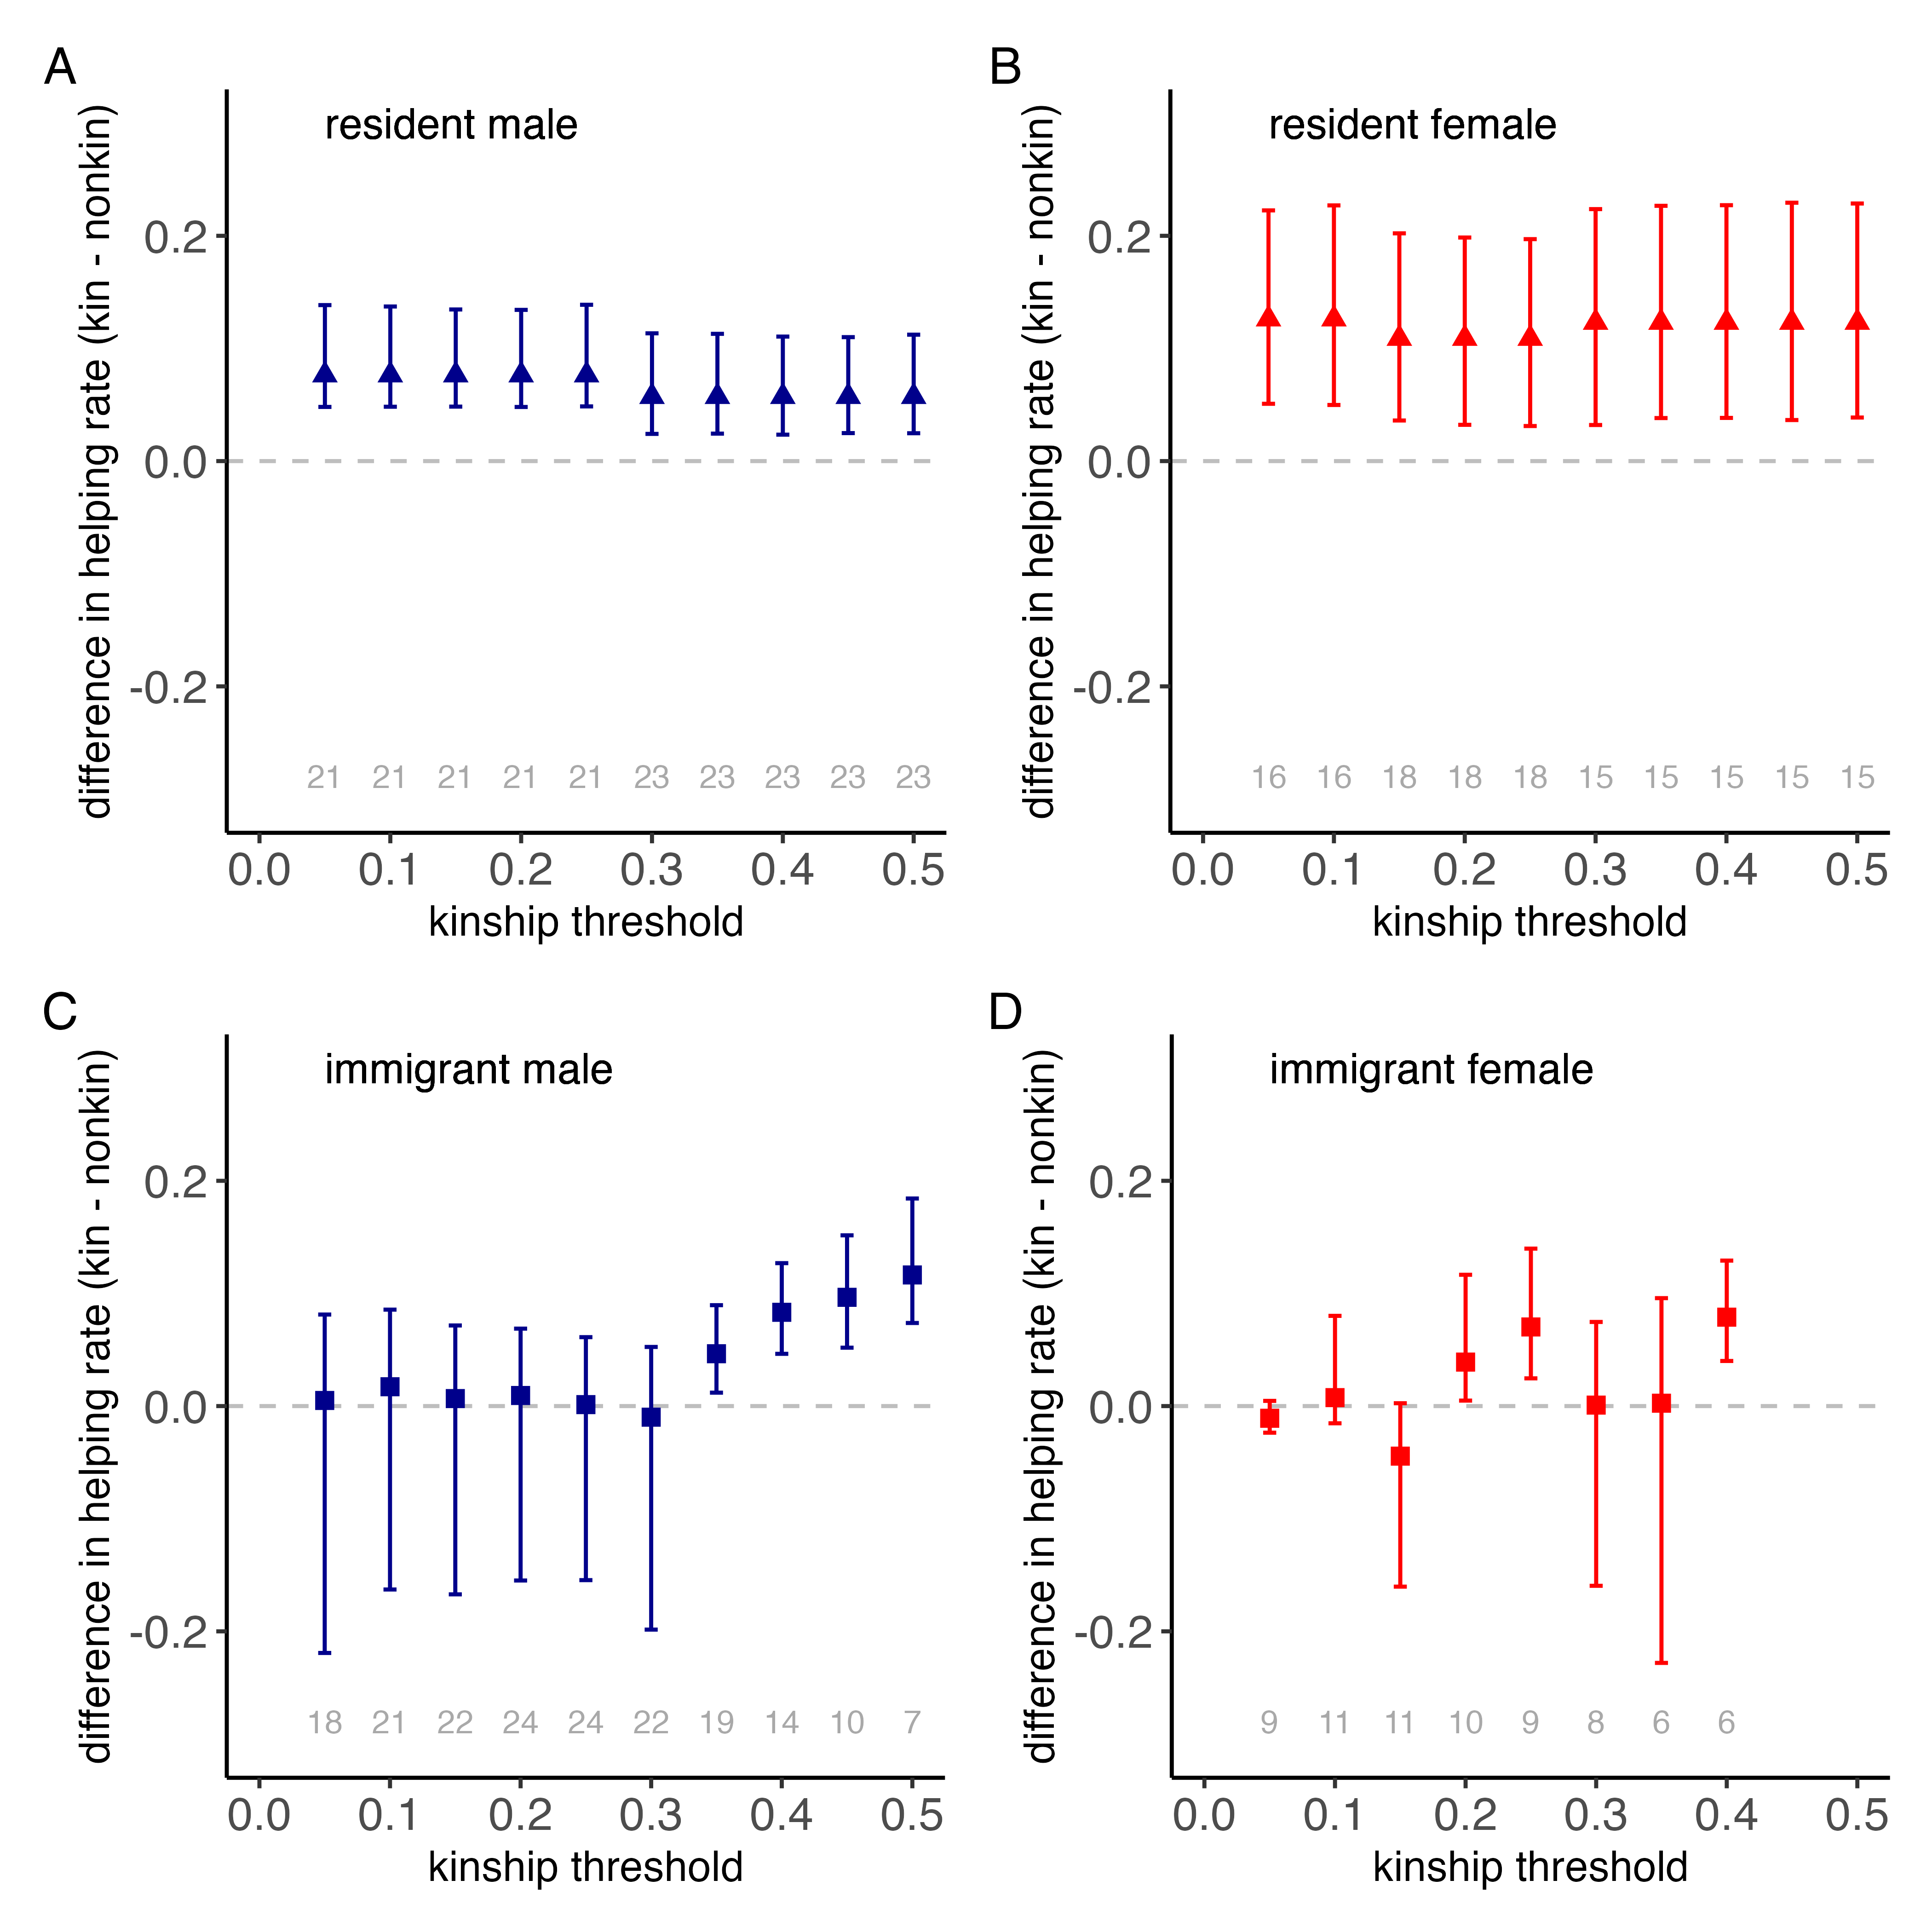 A
resident male
difference in helping rate (kin - nonkin)
0.2
0.0
-0.2
21 21 21 21 21 23 23 23 23 23
0.0 0.1 0.2 0.3 0.4 0.5
kinship threshold
B
resident female
difference in helping rate (kin - nonkin)
0.2
0.0
-0.2
16 16 18 18 18 15 15 15 15 15
0.0 0.1 0.2 0.3 0.4 0.5
kinship threshold
C
immigrant male
difference in helping rate (kin - nonkin)
0.2
0.0
-0.2
18 21 22 24 24 22 19 14 10 7
0.0 0.1 0.2 0.3 0.4 0.5
kinship threshold
D
immigrant female
difference in helping rate (kin - nonkin)
0.2
0.0
-0.2
9 11 11 10 9 8 6 6
0.0 0.1 0.2 0.3 0.4 0.5
kinship threshold